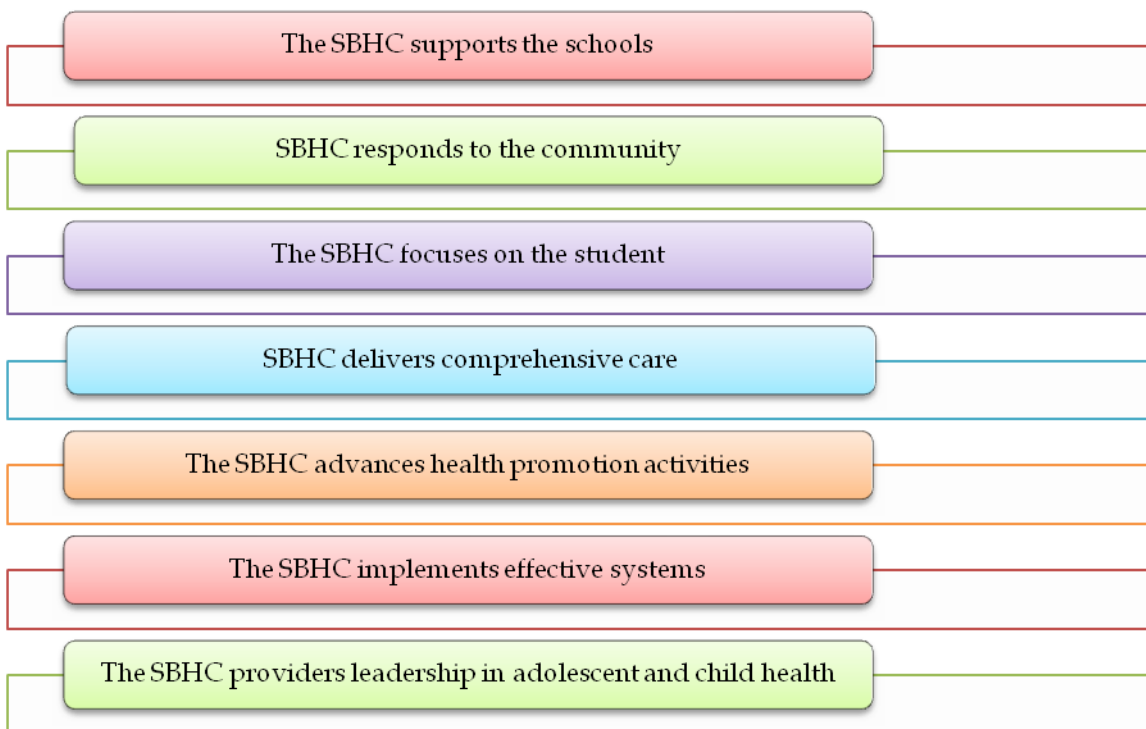 The SBHC supports the schools
SBHC responds to the community
The SBHC focuses on the student
SBHC delivers comprehensive care
The SBHC advances health promotion activities
The SBHC implements effective systems
The SBHC providers leadership in adolescent and child health